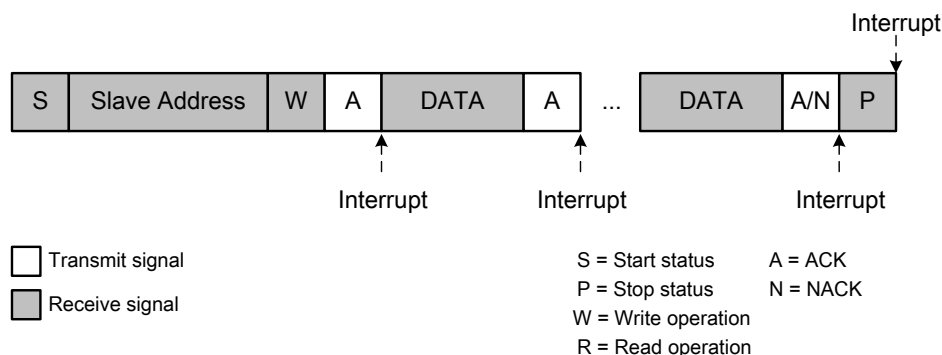 Interrupt
S Slave Address W A DATA A ... DATA A/N P
Interrupt Interrupt Interrupt
Transmit signal
Receive signal
S = Start status A = ACK
P = Stop status N = NACK
W = Write operation
R = Read operation